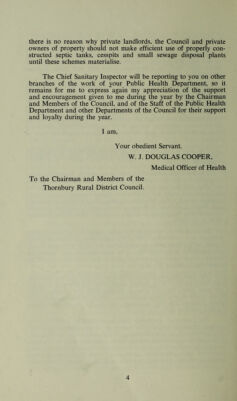 there is no reason why private landlords, the Council and private
owners of property should not make efficient use of properly con-
structed septic tanks, cesspits and small sewage disposal plants
until these schemes materialise.
The Chief Sanitary Inspector will be reporting to you on other
branches of the work of your Public Health Department, so it
remains for me to express again my appreciation of the support
and encouragement given to me during the year by the Chairman
and Members of the Council, and of the Staff of the Public Health
Department and other Departments of the Council for their support
and loyalty during the year.
I am,
Your obedient Servant.
W. J. DOUGLAS COOPER,
Medical Officer of Health
To the Chairman and Members of the
Thornbury Rural District Council.
4